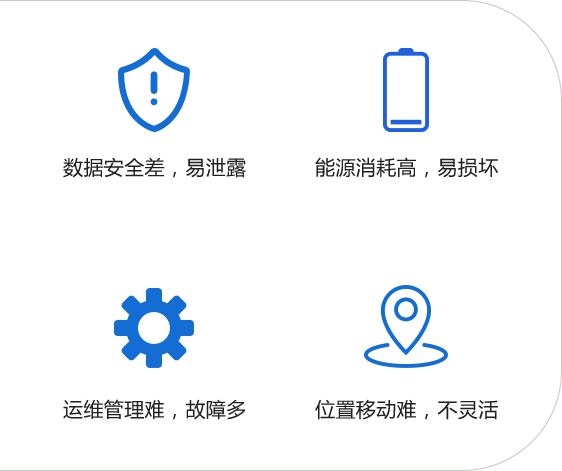 数据安全差，易泄露
能源消耗高，易损坏
运维管理难，故障多
位置移动难，不灵活